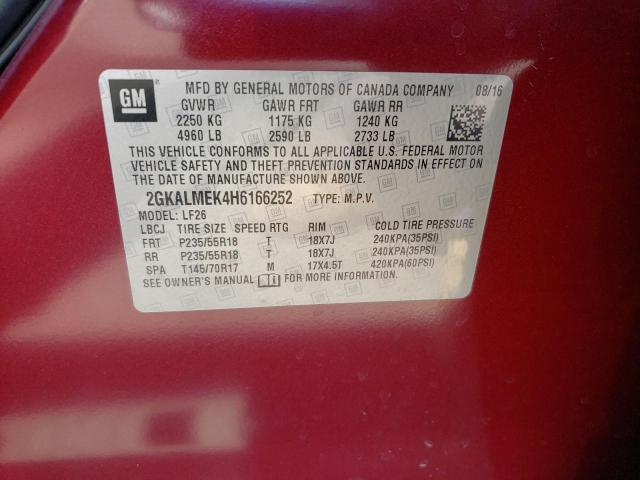 GM
MFD BY GENERAL MOTORS OF CANADA COMPANY 08/16
GVWR GAWR FRT GAWR RR
2250 KG 1175 KG 1240 KG
4960 LB 2590 LB 2733 LB
THIS VEHICLE CONFORMS TO ALL APPLICABLE U.S. FEDERAL MOTOR
VEHICLE SAFETY AND THEFT PREVENTION STANDARDS IN EFFECT ON
THE DATE OF MANUFACTURE SHOWN ABOVE.
2GKALMEK4H6166252 TYPE: M.P.V.
MODEL: LF26
LBCJ TIRE SIZE SPEED RTG RIM COLD TIRE PRESSURE
FRT P235/55R18 T 18X7J 240KPA(35PSI)
RR P235/55R18 T 18X7J 240KPA(35PSI)
SPA T145/70R17 M 17X4.5T 420KPA(60PSI)
SEE OWNER'S MANUAL FOR MORE INFORMATION.